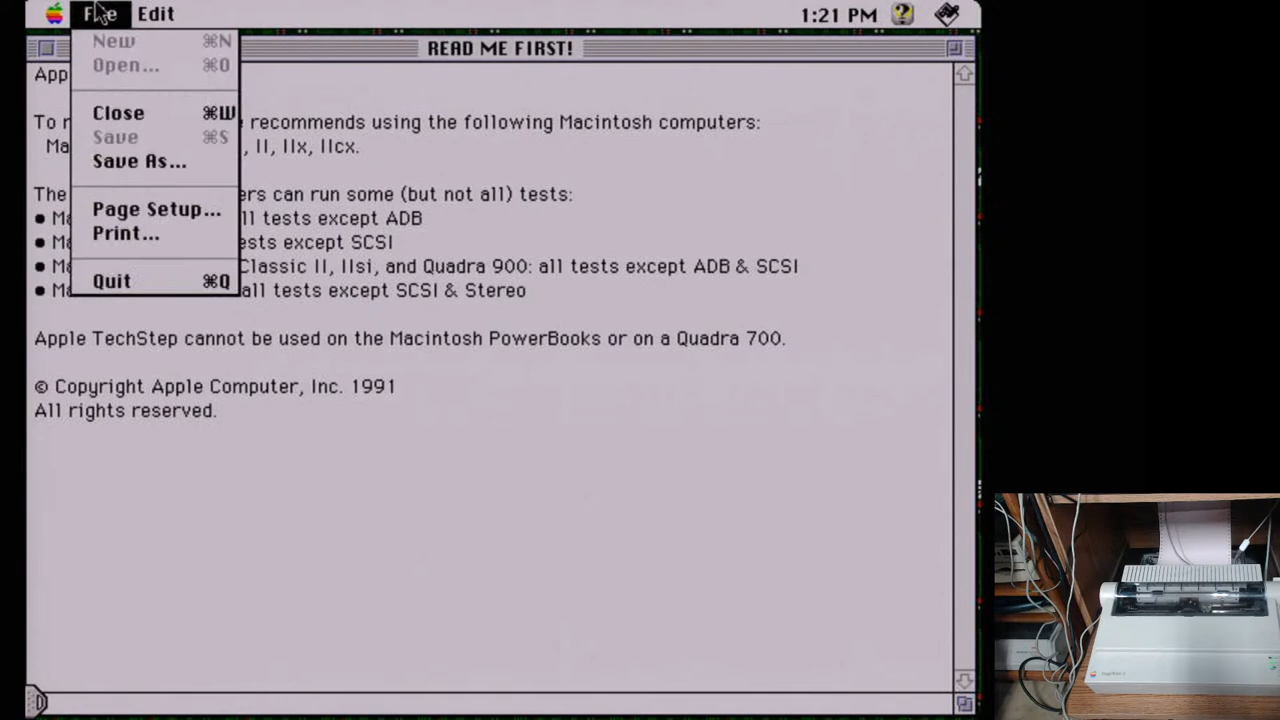 File Edit 1:21 PM
READ ME FIRST!
New ⌘N
Open... ⌘O
Close ⌘W
Save ⌘S
Save As...
Page Setup...
Print...
Quit ⌘Q
App
To r e recommends using the following Macintosh computers:
Ma , II, IIx, IIcx.
The ers can run some (but not all) tests:
• Ma ll tests except ADB
• Ma ests except SCSI
• Ma Classic II, IIsi, and Quadra 900: all tests except ADB & SCSI
• Ma all tests except SCSI & Stereo
Apple TechStep cannot be used on the Macintosh PowerBooks or on a Quadra 700.
© Copyright Apple Computer, Inc. 1991
All rights reserved.